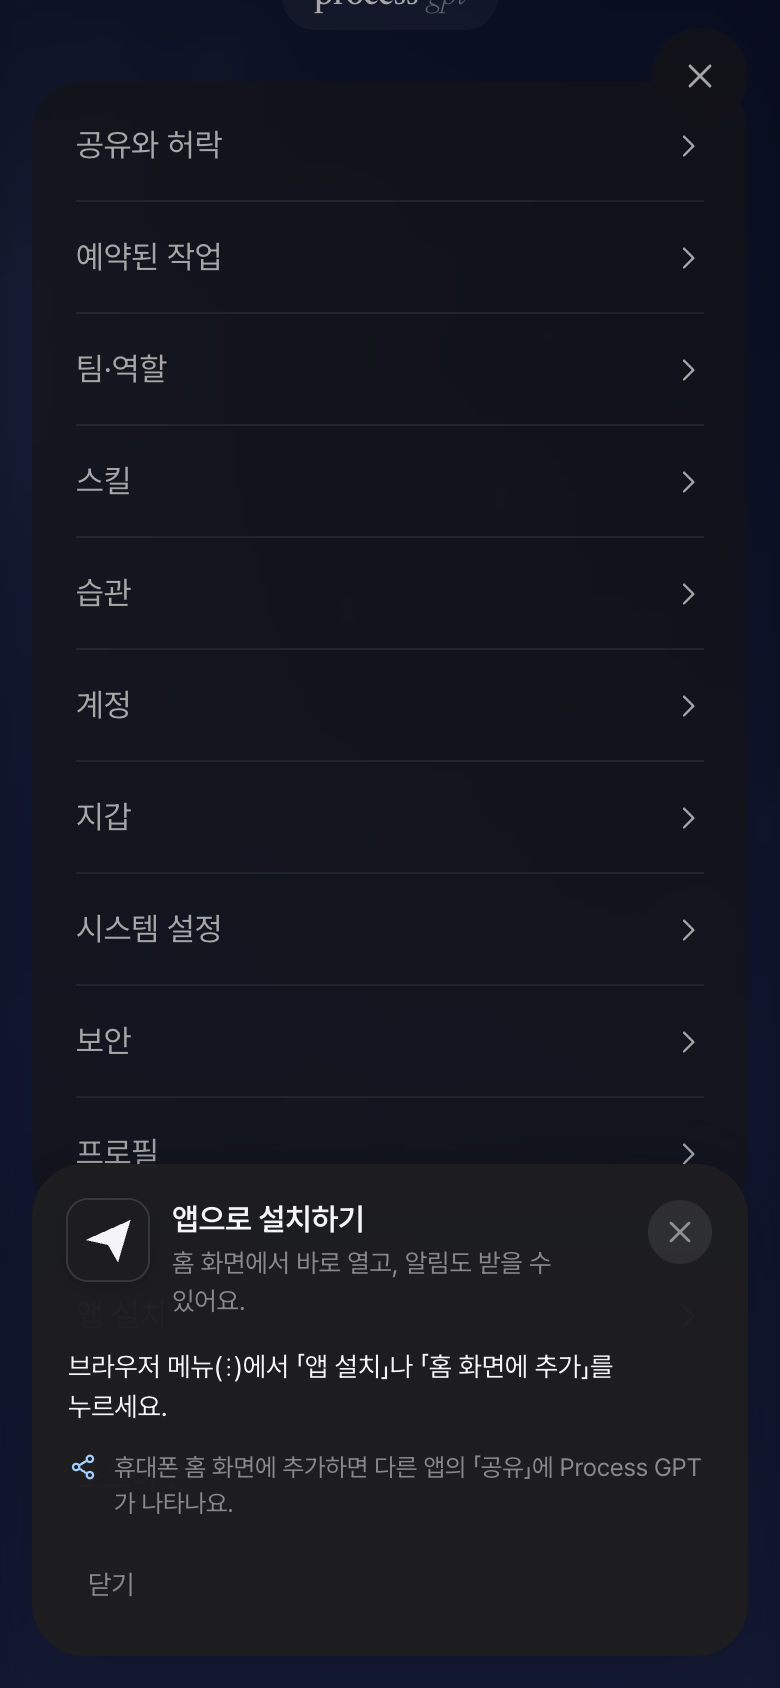 process gpt
공유와 허락
예약된 작업
팀·역할
스킬
습관
계정
지갑
시스템 설정
보안
프로필
앱으로 설치하기
홈 화면에서 바로 열고, 알림도 받을 수
있어요.
앱 설치
브라우저 메뉴(⋮)에서 「앱 설치」나 「홈 화면에 추가」를
누르세요.
휴대폰 홈 화면에 추가하면 다른 앱의 「공유」에 Process GPT
가 나타나요.
닫기